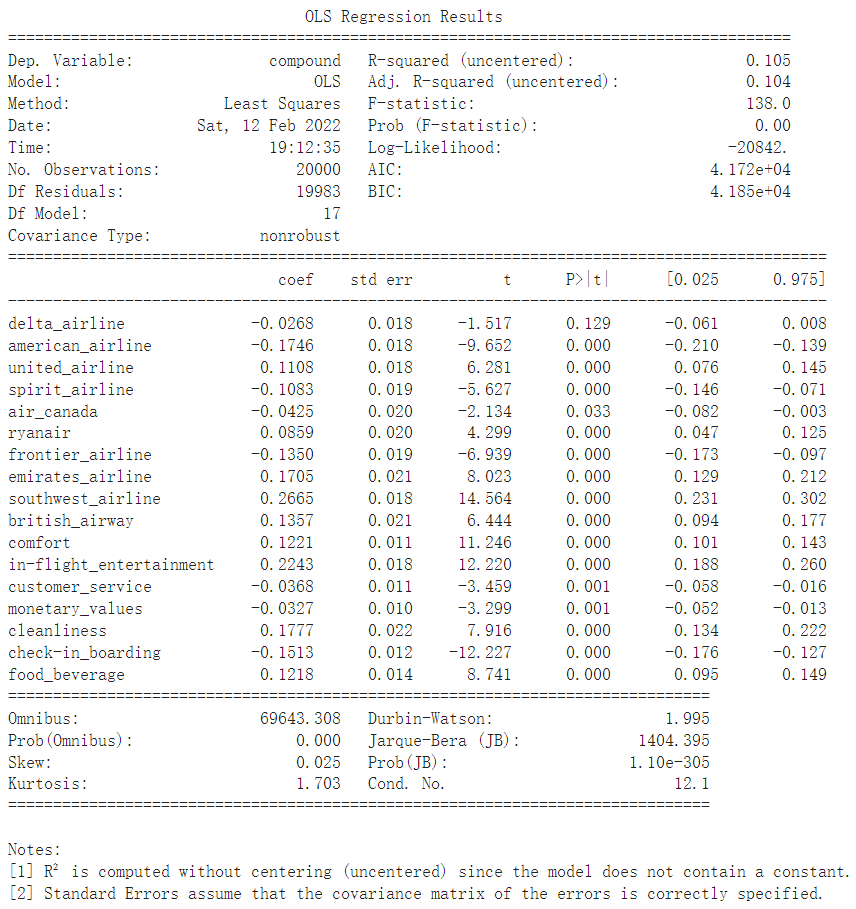 OLS Regression Results
==============================================================================
Dep. Variable: compound R-squared (uncentered): 0.105
Model: OLS Adj. R-squared (uncentered): 0.104
Method: Least Squares F-statistic: 138.0
Date: Sat, 12 Feb 2022 Prob (F-statistic): 0.00
Time: 19:12:35 Log-Likelihood: -20842.
No. Observations: 20000 AIC: 4.172e+04
Df Residuals: 19983 BIC: 4.185e+04
Df Model: 17
Covariance Type: nonrobust
==============================================================================
coef std err t P>|t| [0.025 0.975]
------------------------------------------------------------------------------
delta_airline -0.0268 0.018 -1.517 0.129 -0.061 0.008
american_airline -0.1746 0.018 -9.652 0.000 -0.210 -0.139
united_airline 0.1108 0.018 6.281 0.000 0.076 0.145
spirit_airline -0.1083 0.019 -5.627 0.000 -0.146 -0.071
air_canada -0.0425 0.020 -2.134 0.033 -0.082 -0.003
ryanair 0.0859 0.020 4.299 0.000 0.047 0.125
frontier_airline -0.1350 0.019 -6.939 0.000 -0.173 -0.097
emirates_airline 0.1705 0.021 8.023 0.000 0.129 0.212
southwest_airline 0.2665 0.018 14.564 0.000 0.231 0.302
british_airway 0.1357 0.021 6.444 0.000 0.094 0.177
comfort 0.1221 0.011 11.246 0.000 0.101 0.143
in-flight_entertainment 0.2243 0.018 12.220 0.000 0.188 0.260
customer_service -0.0368 0.011 -3.459 0.001 -0.058 -0.016
monetary_values -0.0327 0.010 -3.299 0.001 -0.052 -0.013
cleanliness 0.1777 0.022 7.916 0.000 0.134 0.222
check-in_boarding -0.1513 0.012 -12.227 0.000 -0.176 -0.127
food_beverage 0.1218 0.014 8.741 0.000 0.095 0.149
==============================================================================
Omnibus: 69643.308 Durbin-Watson: 1.995
Prob(Omnibus): 0.000 Jarque-Bera (JB): 1404.395
Skew: 0.025 Prob(JB): 1.10e-305
Kurtosis: 1.703 Cond. No. 12.1
==============================================================================
Notes:
[1] R² is computed without centering (uncentered) since the model does not contain a constant.
[2] Standard Errors assume that the covariance matrix of the errors is correctly specified.